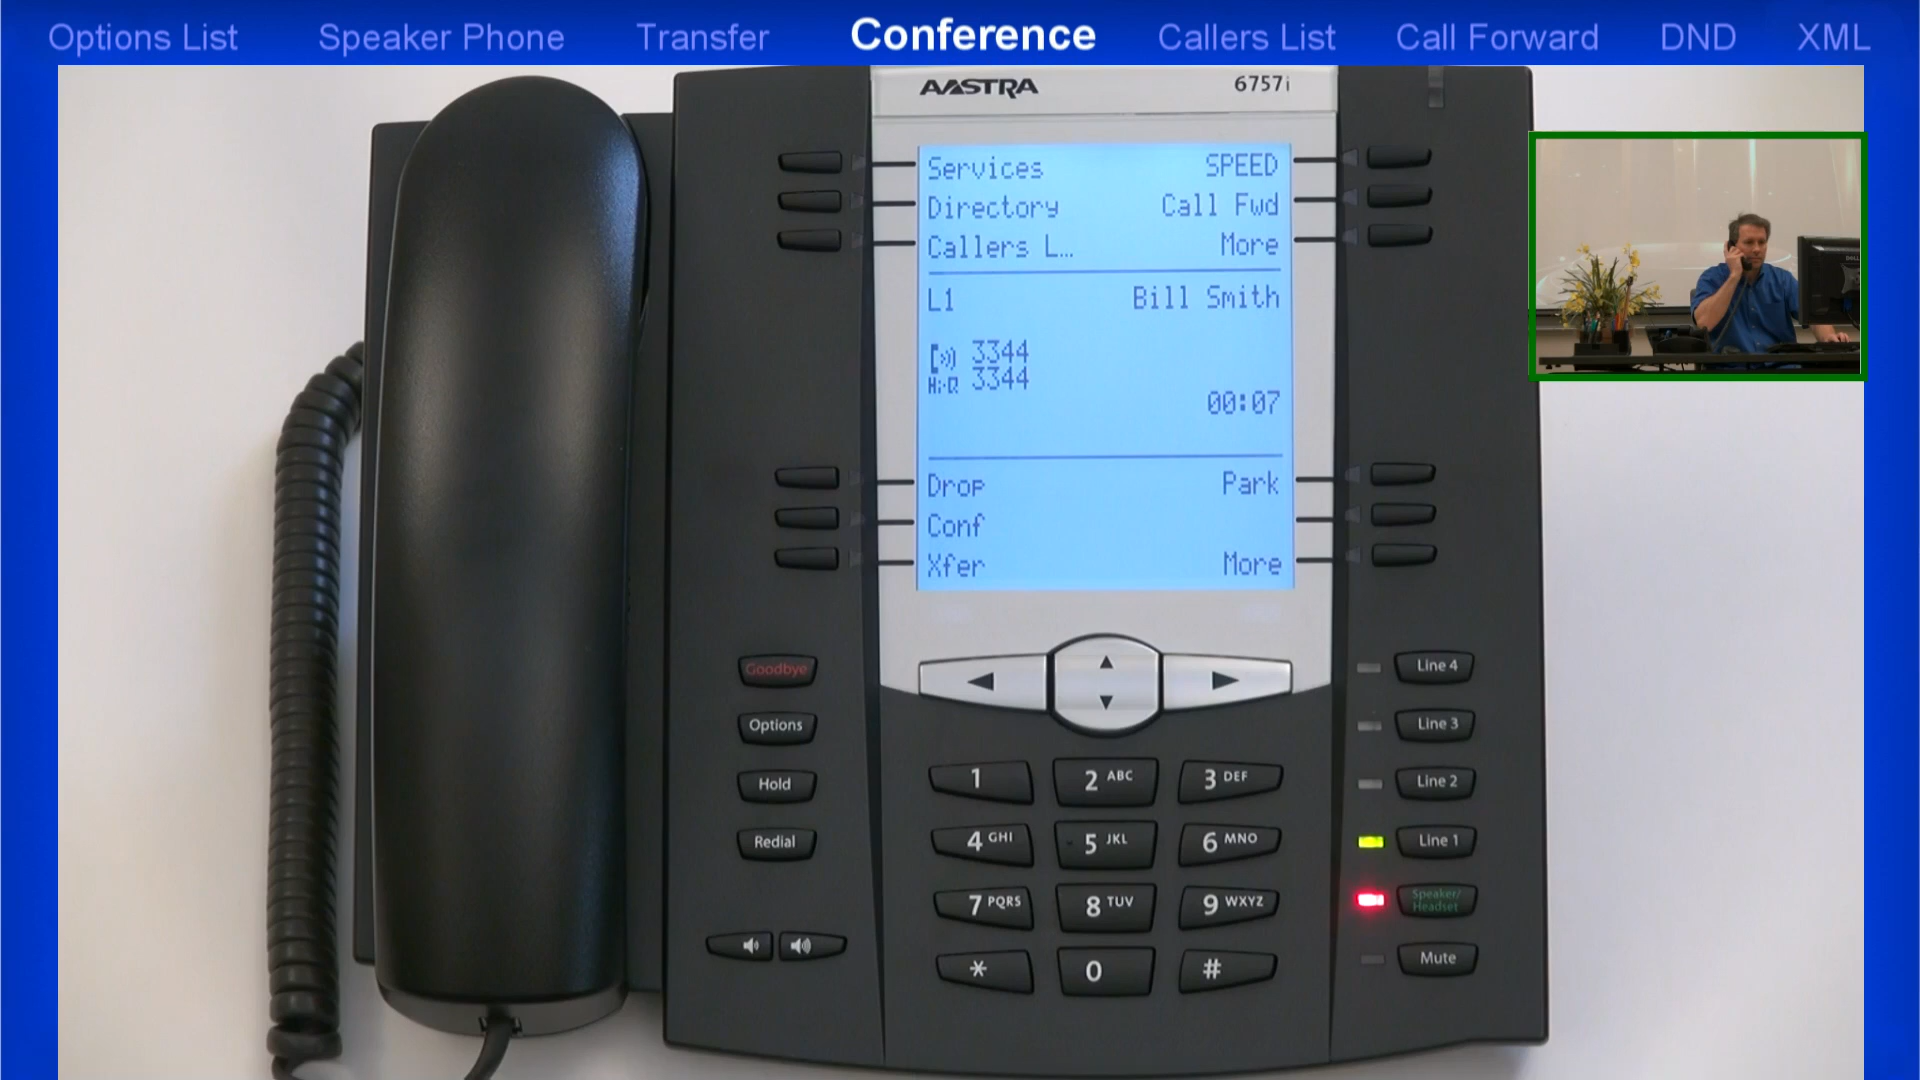 Options List Speaker Phone Transfer Conference Callers List Call Forward DND XML
AASTRA 6757i
Services SPEED
Directory Call Fwd
Callers L... More
L1 Bill Smith
3344
Hi-Q 3344
00:07
Drop Park
Conf
Xfer More
Goodbye
Options
Hold
Redial
Line 4
Line 3
Line 2
Line 1
Speaker/
Headset
Mute
1 2 ABC 3 DEF
4 GHI 5 JKL 6 MNO
7 PQRS 8 TUV 9 WXYZ
* 0 #
DELL